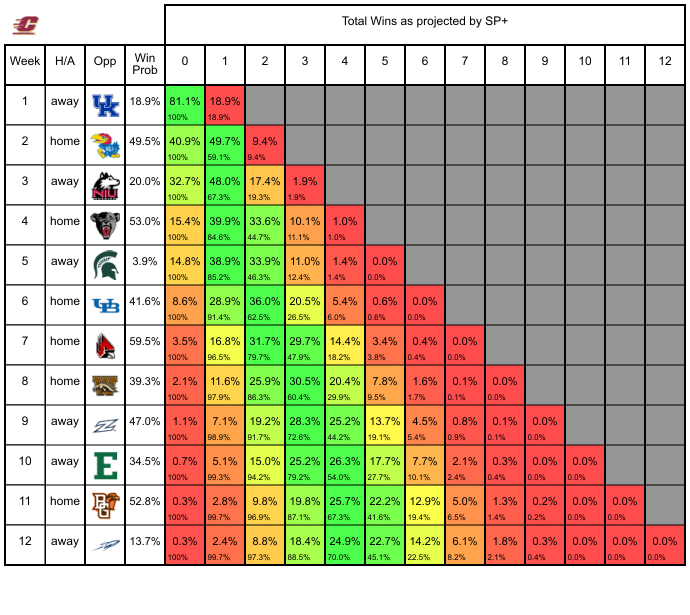 C
Total Wins as projected by SP+
Week H/A Opp Win Prob 0 1 2 3 4 5 6 7 8 9 10 11 12
1 away UK 18.9% 81.1% 18.9%
100% 18.9%
2 home KU 49.5% 40.9% 49.7% 9.4%
100% 59.1% 9.4%
3 away NIU 20.0% 32.7% 48.0% 17.4% 1.9%
100% 67.3% 19.3% 1.9%
4 home 53.0% 15.4% 39.9% 33.6% 10.1% 1.0%
100% 84.6% 44.7% 11.1% 1.0%
5 away 3.9% 14.8% 38.9% 33.9% 11.0% 1.4% 0.0%
100% 85.2% 46.3% 12.4% 1.4% 0.0%
6 home UB 41.6% 8.6% 28.9% 36.0% 20.5% 5.4% 0.6% 0.0%
100% 91.4% 62.5% 26.5% 6.0% 0.6% 0.0%
7 home 59.5% 3.5% 16.8% 31.7% 29.7% 14.4% 3.4% 0.4% 0.0%
100% 96.5% 79.7% 47.9% 18.2% 3.8% 0.4% 0.0%
8 home 39.3% 2.1% 11.6% 25.9% 30.5% 20.4% 7.8% 1.6% 0.1% 0.0%
100% 97.9% 86.3% 60.4% 29.9% 9.5% 1.7% 0.1% 0.0%
9 away Z 47.0% 1.1% 7.1% 19.2% 28.3% 25.2% 13.7% 4.5% 0.8% 0.1% 0.0%
100% 98.9% 91.7% 72.6% 44.2% 19.1% 5.4% 0.9% 0.1% 0.0%
10 away E 34.5% 0.7% 5.1% 15.0% 25.2% 26.3% 17.7% 7.7% 2.1% 0.3% 0.0% 0.0%
100% 99.3% 94.2% 79.2% 54.0% 27.7% 10.1% 2.4% 0.4% 0.0% 0.0%
11 home BG 52.8% 0.3% 2.8% 9.8% 19.8% 25.7% 22.2% 12.9% 5.0% 1.3% 0.2% 0.0% 0.0%
100% 99.7% 96.9% 87.1% 67.3% 41.6% 19.4% 6.5% 1.4% 0.2% 0.0% 0.0%
12 away 13.7% 0.3% 2.4% 8.8% 18.4% 24.9% 22.7% 14.2% 6.1% 1.8% 0.3% 0.0% 0.0% 0.0%
100% 99.7% 97.3% 88.5% 70.0% 45.1% 22.5% 8.2% 2.1% 0.4% 0.0% 0.0% 0.0%